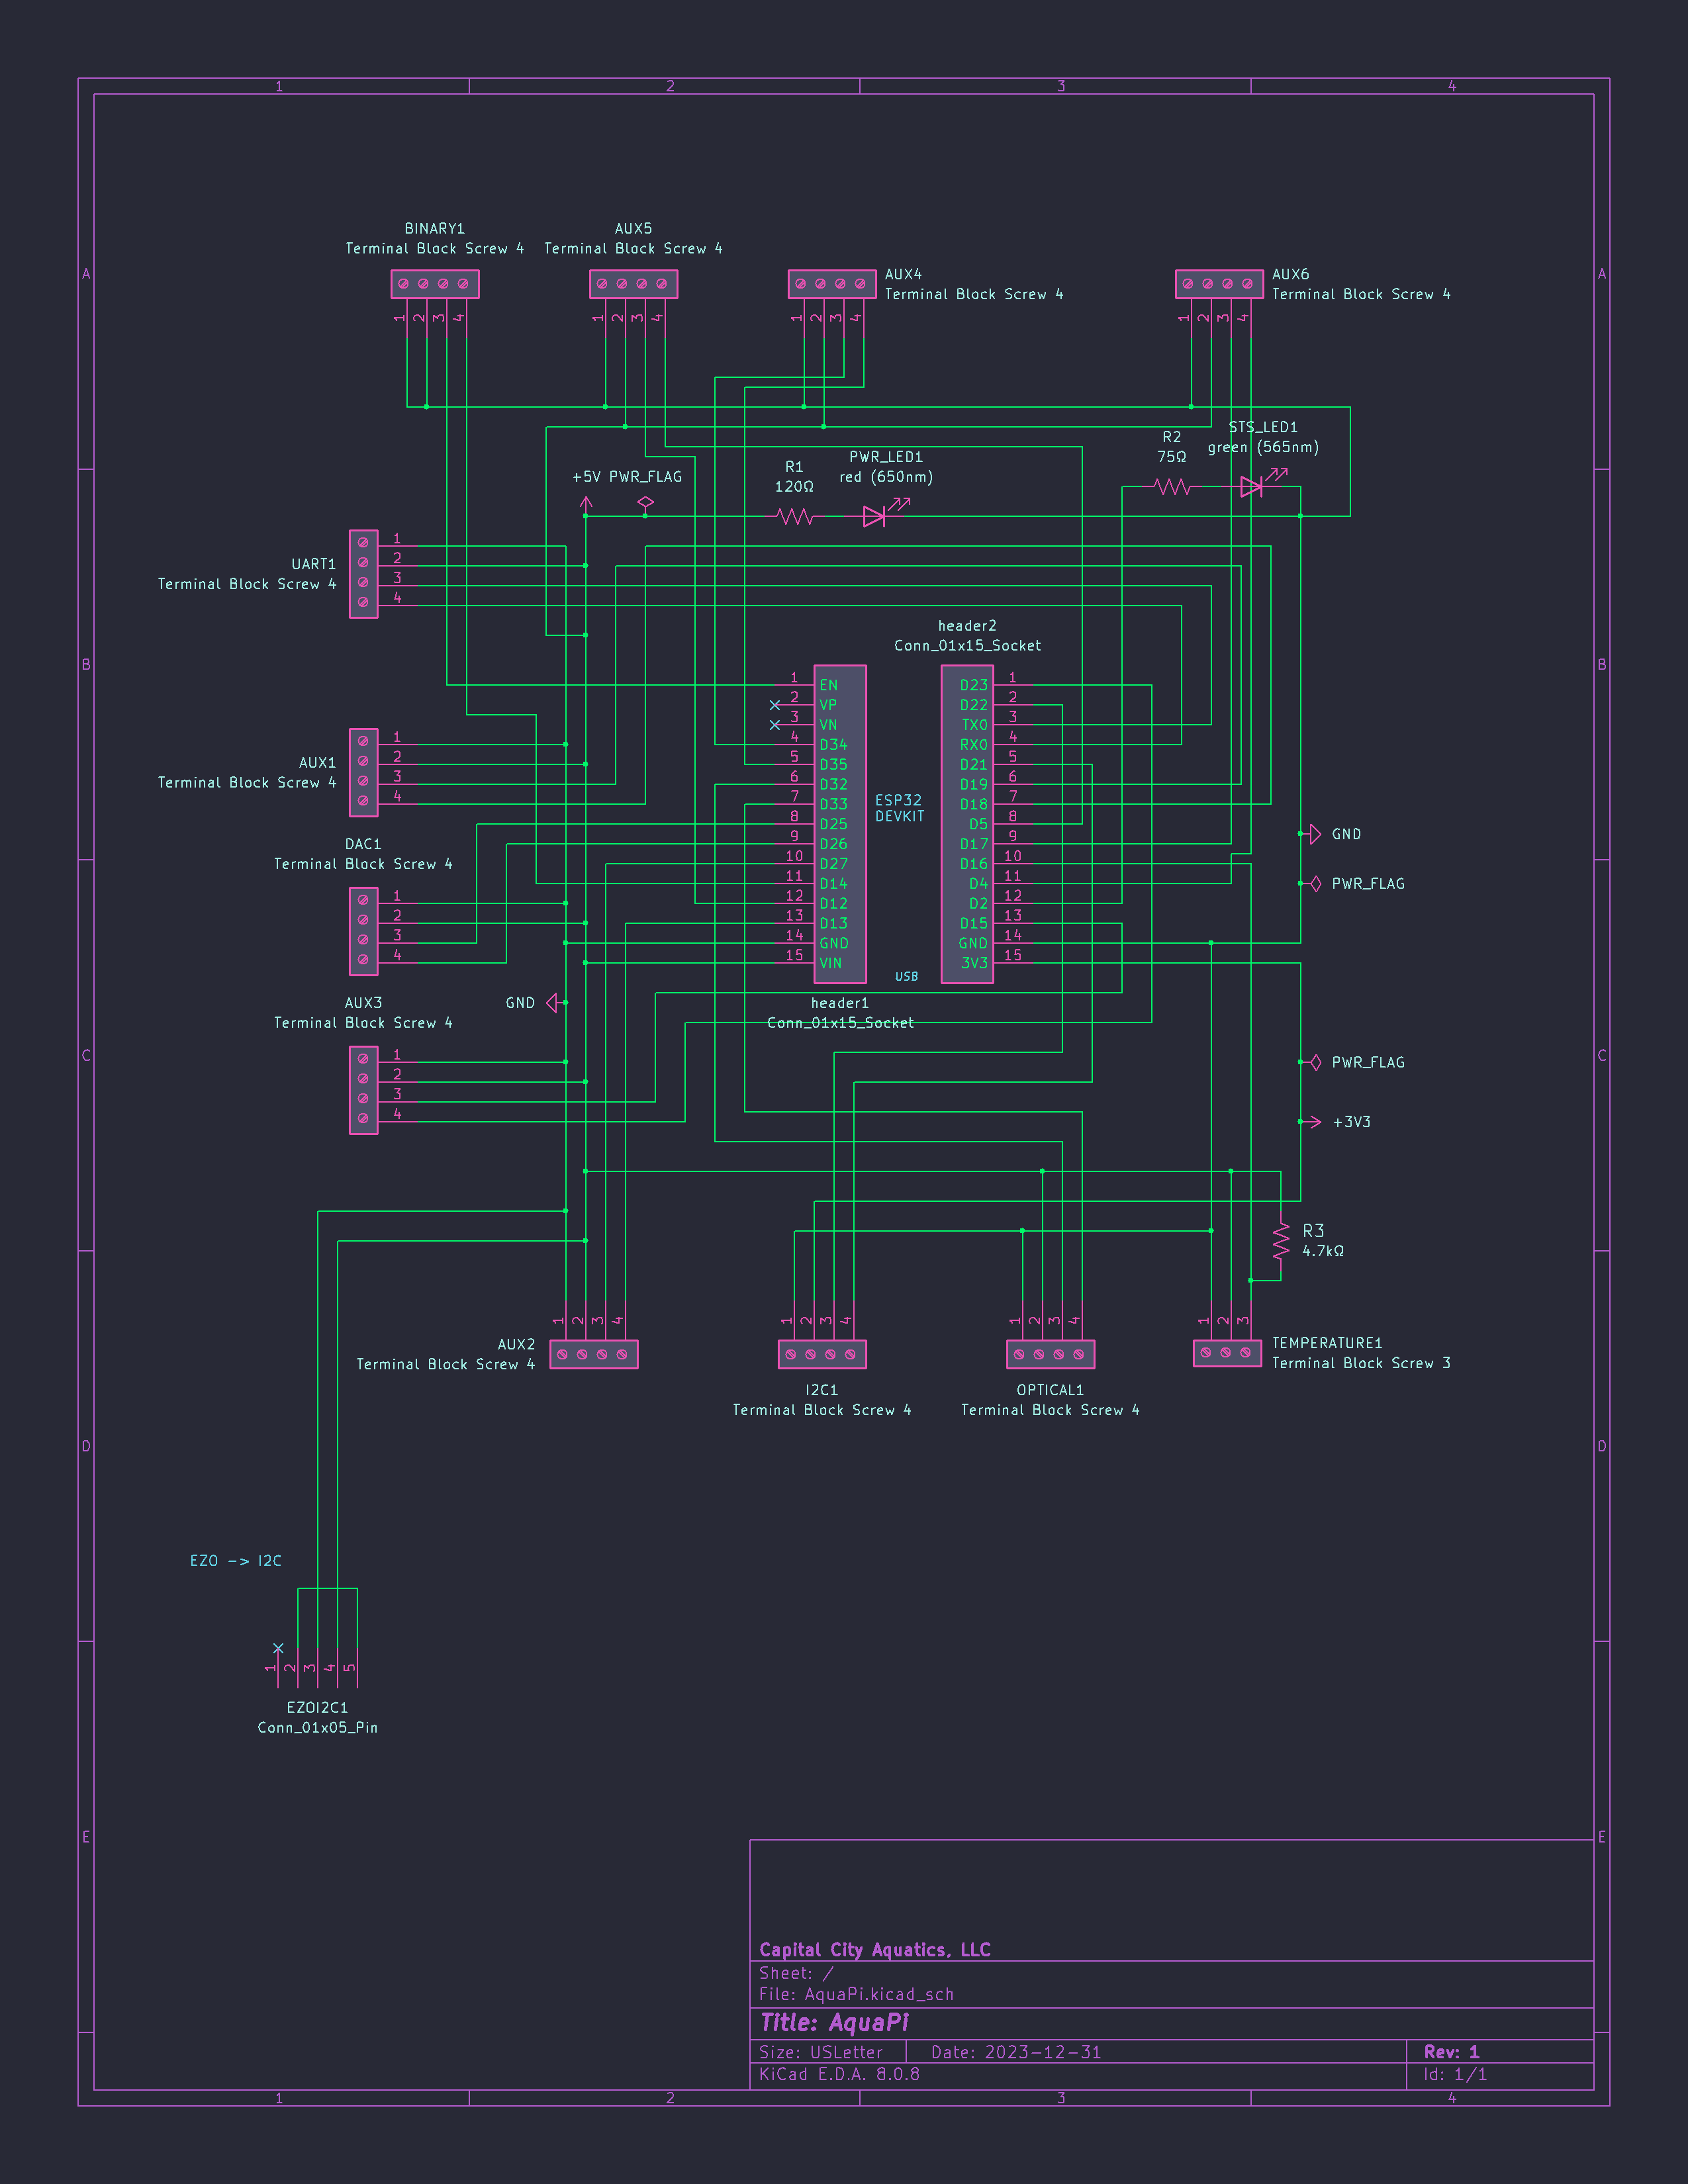 1 2 3 4
A A
BINARY1
Terminal Block Screw 4
1 2 3 4
AUX5
Terminal Block Screw 4
1 2 3 4
AUX4
Terminal Block Screw 4
1 2 3 4
AUX6
Terminal Block Screw 4
1 2 3 4
STS_LED1
green (565nm)
R2
75Ω
PWR_LED1
red (650nm)
R1
120Ω
+5V PWR_FLAG
UART1
Terminal Block Screw 4
1
2
3
4
B B
header2
Conn_01x15_Socket
AUX1
Terminal Block Screw 4
1
2
3
4
1 EN
2 VP
3 VN
4 D34
5 D35
6 D32
7 D33
8 D25
9 D26
10 D27
11 D14
12 D12
13 D13
14 GND
15 VIN
ESP32
DEVKIT
USB
D23 1
D22 2
TX0 3
RX0 4
D21 5
D19 6
D18 7
D5 8
D17 9
D16 10
D4 11
D2 12
D15 13
GND 14
3V3 15
GND
PWR_FLAG
DAC1
Terminal Block Screw 4
1
2
3
4
header1
Conn_01x15_Socket
GND
AUX3
Terminal Block Screw 4
1
2
3
4
C C
PWR_FLAG
+3V3
R3
4.7kΩ
1 2 3 4
AUX2
Terminal Block Screw 4
1 2 3 4
I2C1
Terminal Block Screw 4
1 2 3 4
OPTICAL1
Terminal Block Screw 4
1 2 3
TEMPERATURE1
Terminal Block Screw 3
D D
EZO -> I2C
1 2 3 4 5
EZOI2C1
Conn_01x05_Pin
E E
Capital City Aquatics, LLC
Sheet: /
File: AquaPi.kicad_sch
Title: AquaPi
Size: USLetter Date: 2023-12-31 Rev: 1
KiCad E.D.A. 8.0.8 Id: 1/1
1 2 3 4